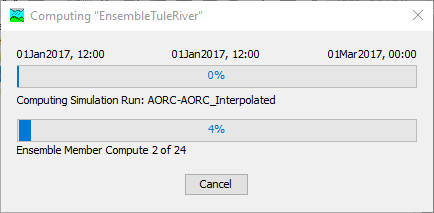 Computing "EnsembleTuleRiver"
01Jan2017, 12:00 01Jan2017, 12:00 01Mar2017, 00:00
0%
Computing Simulation Run: AORC-AORC_Interpolated
4%
Ensemble Member Compute 2 of 24
Cancel